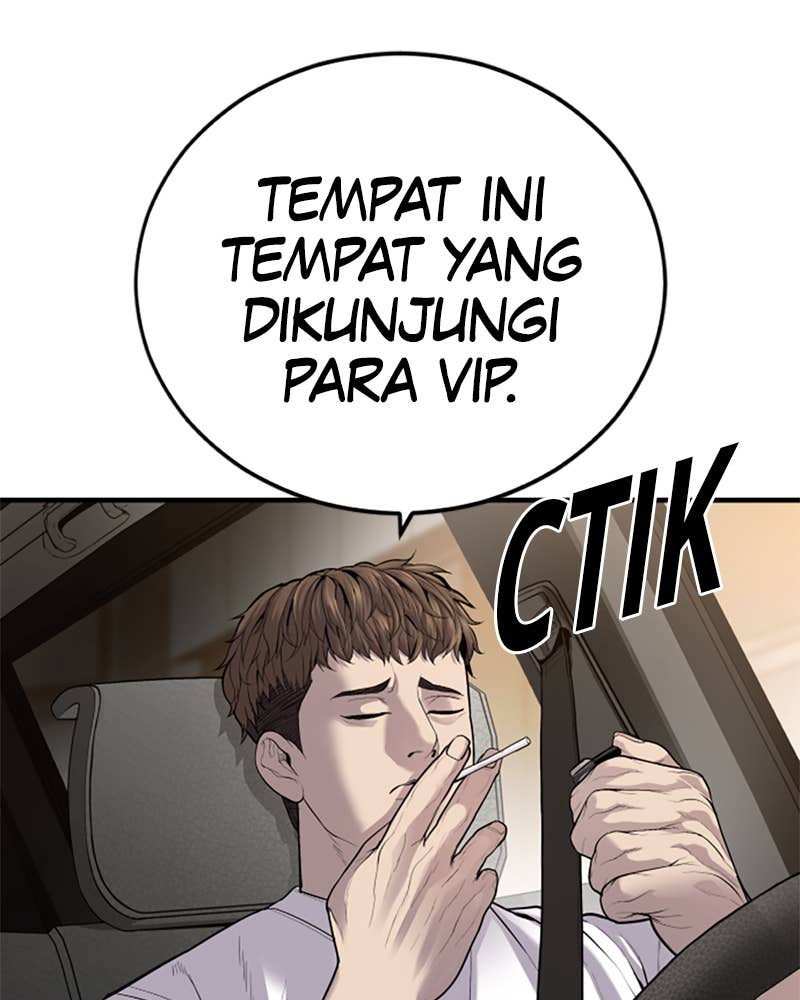 TEMPAT INI
TEMPAT YANG
DIKUNJUNGI
PARA VIP.
CTIK